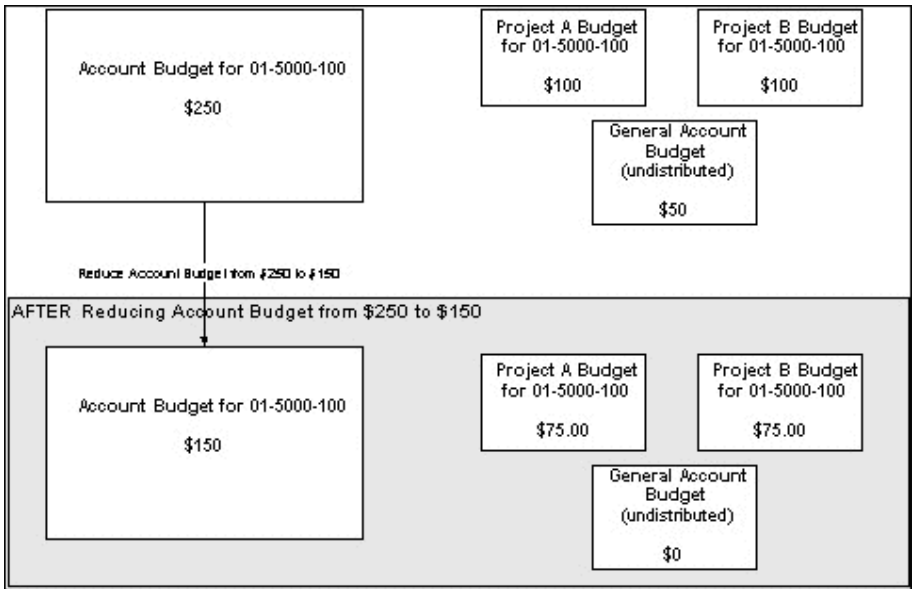 Account Budget for 01-5000-100
$250
Project A Budget
for 01-5000-100
$100
Project B Budget
for 01-5000-100
$100
General Account
Budget
(undistributed)
$50
Reduce Account Budget from $250 to $150
AFTER Reducing Account Budget from $250 to $150
Account Budget for 01-5000-100
$150
Project A Budget
for 01-5000-100
$75.00
Project B Budget
for 01-5000-100
$75.00
General Account
Budget
(undistributed)
$0